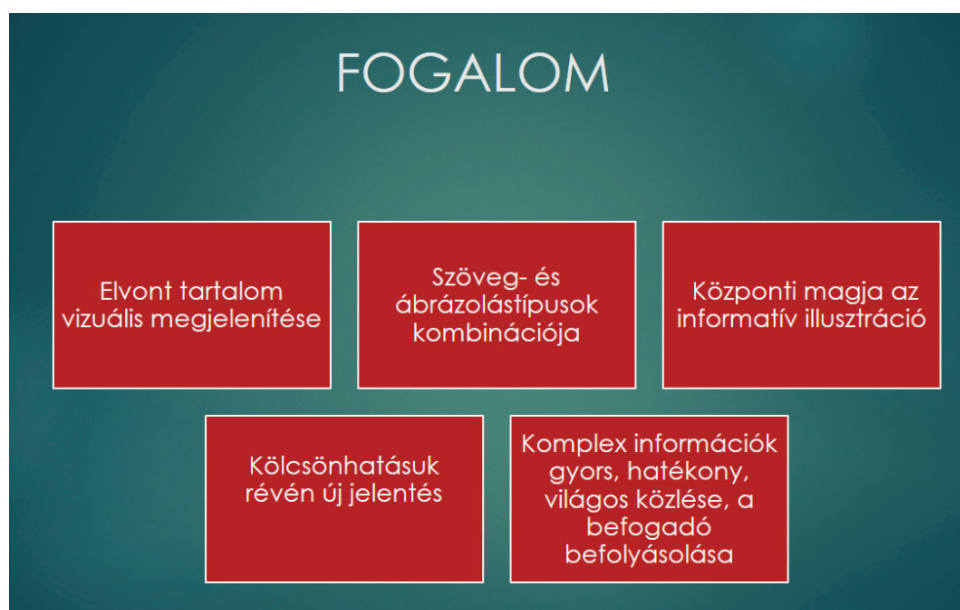 FOGALOM
Elvont tartalom
vizuális megjelenítése
Szöveg- és
ábrázolástípusok
kombinációja
Központi magja az
informatív illusztráció
Kölcsönhatásuk
révén új jelentés
Komplex információk
gyors, hatékony,
világos közlése, a
befogadó
befolyásolása